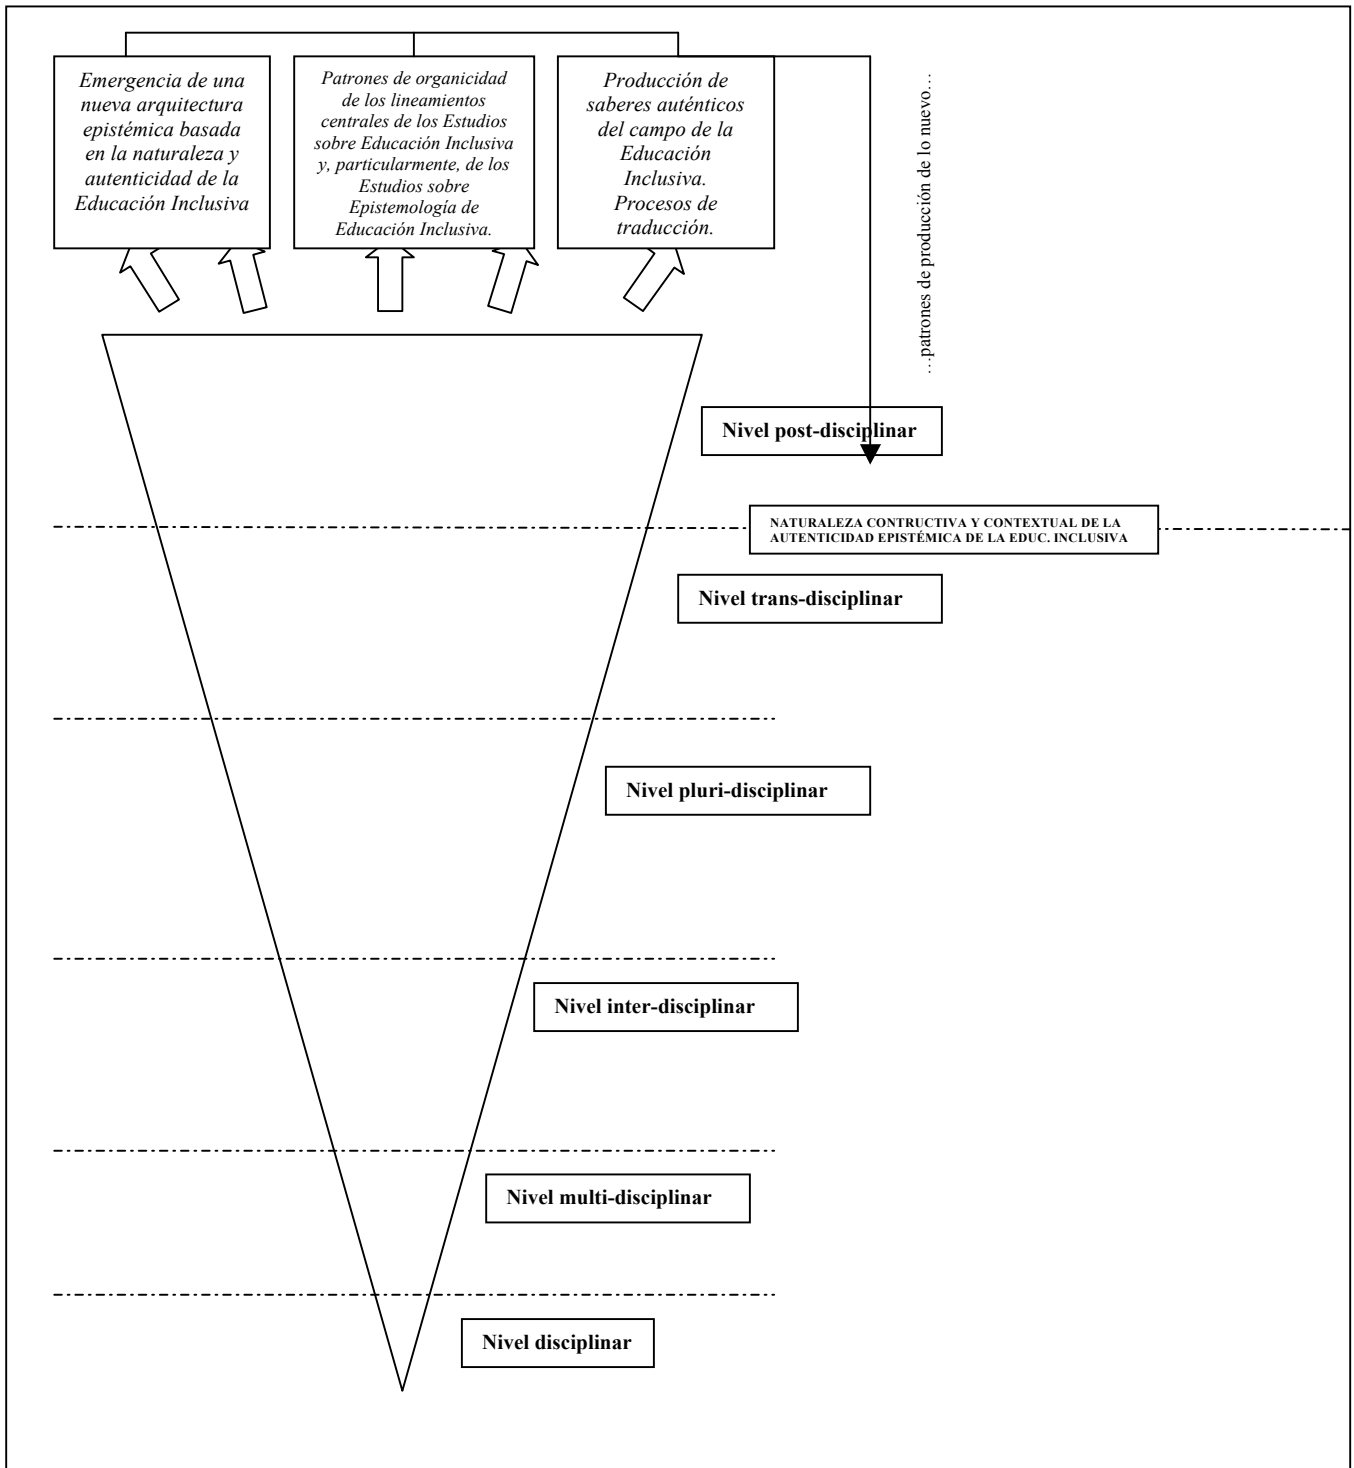 Emergencia de una
nueva arquitectura
epistémica basada
en la naturaleza y
autenticidad de la
Educación Inclusiva
Patrones de organicidad
de los lineamientos
centrales de los Estudios
sobre Educación Inclusiva
y, particularmente, de los
Estudios sobre
Epistemología de
Educación Inclusiva.
Producción de
saberes auténticos
del campo de la
Educación
Inclusiva.
Procesos de
traducción.
…patrones de producción de lo nuevo…
Nivel post-disciplinar
NATURALEZA CONTRUCTIVA Y CONTEXTUAL DE LA
AUTENTICIDAD EPISTÉMICA DE LA EDUC. INCLUSIVA
Nivel trans-disciplinar
Nivel pluri-disciplinar
Nivel inter-disciplinar
Nivel multi-disciplinar
Nivel disciplinar